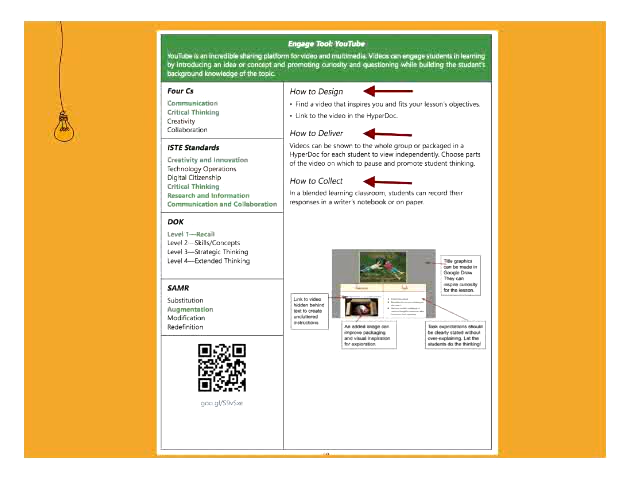 Engage Tool: YouTube
YouTube is an incredible sharing platform for video and multimedia. Videos can engage students in learning
by introducing an idea or concept and promoting curiosity and questioning while building the student's
background knowledge of the topic.
Four Cs
Communication
Critical Thinking
Creativity
Collaboration
ISTE Standards
Creativity and Innovation
Technology Operations
Digital Citizenship
Critical Thinking
Research and Information
Communication and Collaboration
DOK
Level 1—Recall
Level 2—Skills/Concepts
Level 3—Strategic Thinking
Level 4—Extended Thinking
SAMR
Substitution
Augmentation
Modification
Redefinition
How to Design
• Find a video that inspires you and fits your lesson's objectives.
• Link to the video in the HyperDoc.
How to Deliver
Videos can be shown to the whole group or packaged in a
HyperDoc for each student to view independently. Choose parts
of the video on which to pause and promote student thinking.
How to Collect
In a blended learning classroom, students can record their
responses in a writer's notebook or on paper.
Title graphics
can be made in
Google Draw.
They can
inspire curiosity
for the lesson.
Link to video
hidden behind
text to create
uncluttered
instructions.
An added image can
improve packaging,
and visual inspiration
for exploration.
Task expectations should
be clearly stated without
over-explaining. Let the
students do the thinking!